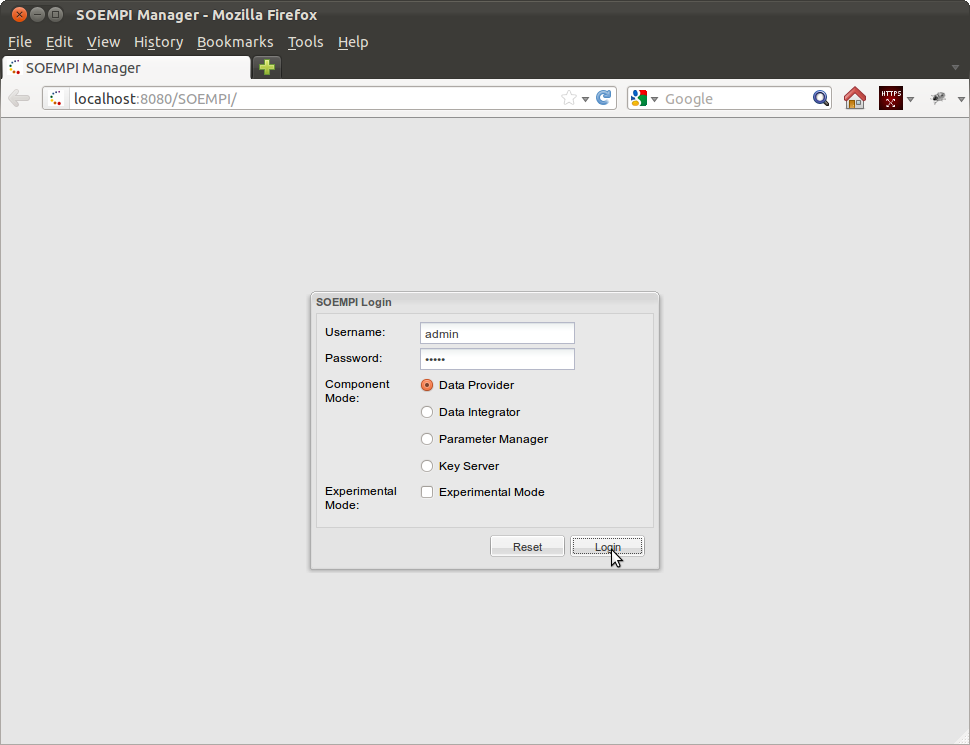 SOEMPI Manager - Mozilla Firefox
File Edit View History Bookmarks Tools Help
SOEMPI Manager
localhost:8080/SOEMPI/ Google HTTPS
SOEMPI Login
Username: admin
Password: •••••
Component Mode: Data Provider
Data Integrator
Parameter Manager
Key Server
Experimental Mode: Experimental Mode
Reset Login